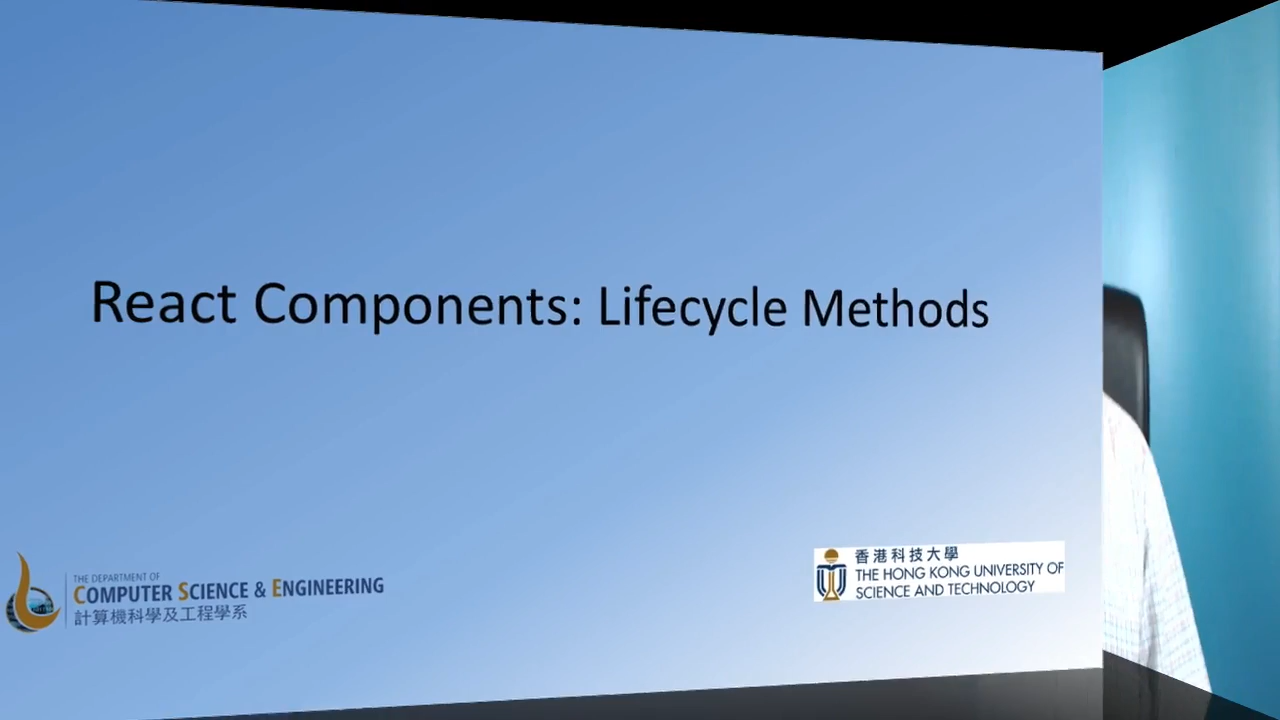 React Components: Lifecycle Methods
THE DEPARTMENT OF
COMPUTER SCIENCE & ENGINEERING
計算機科學及工程學系
香港科技大學
THE HONG KONG UNIVERSITY OF
SCIENCE AND TECHNOLOGY